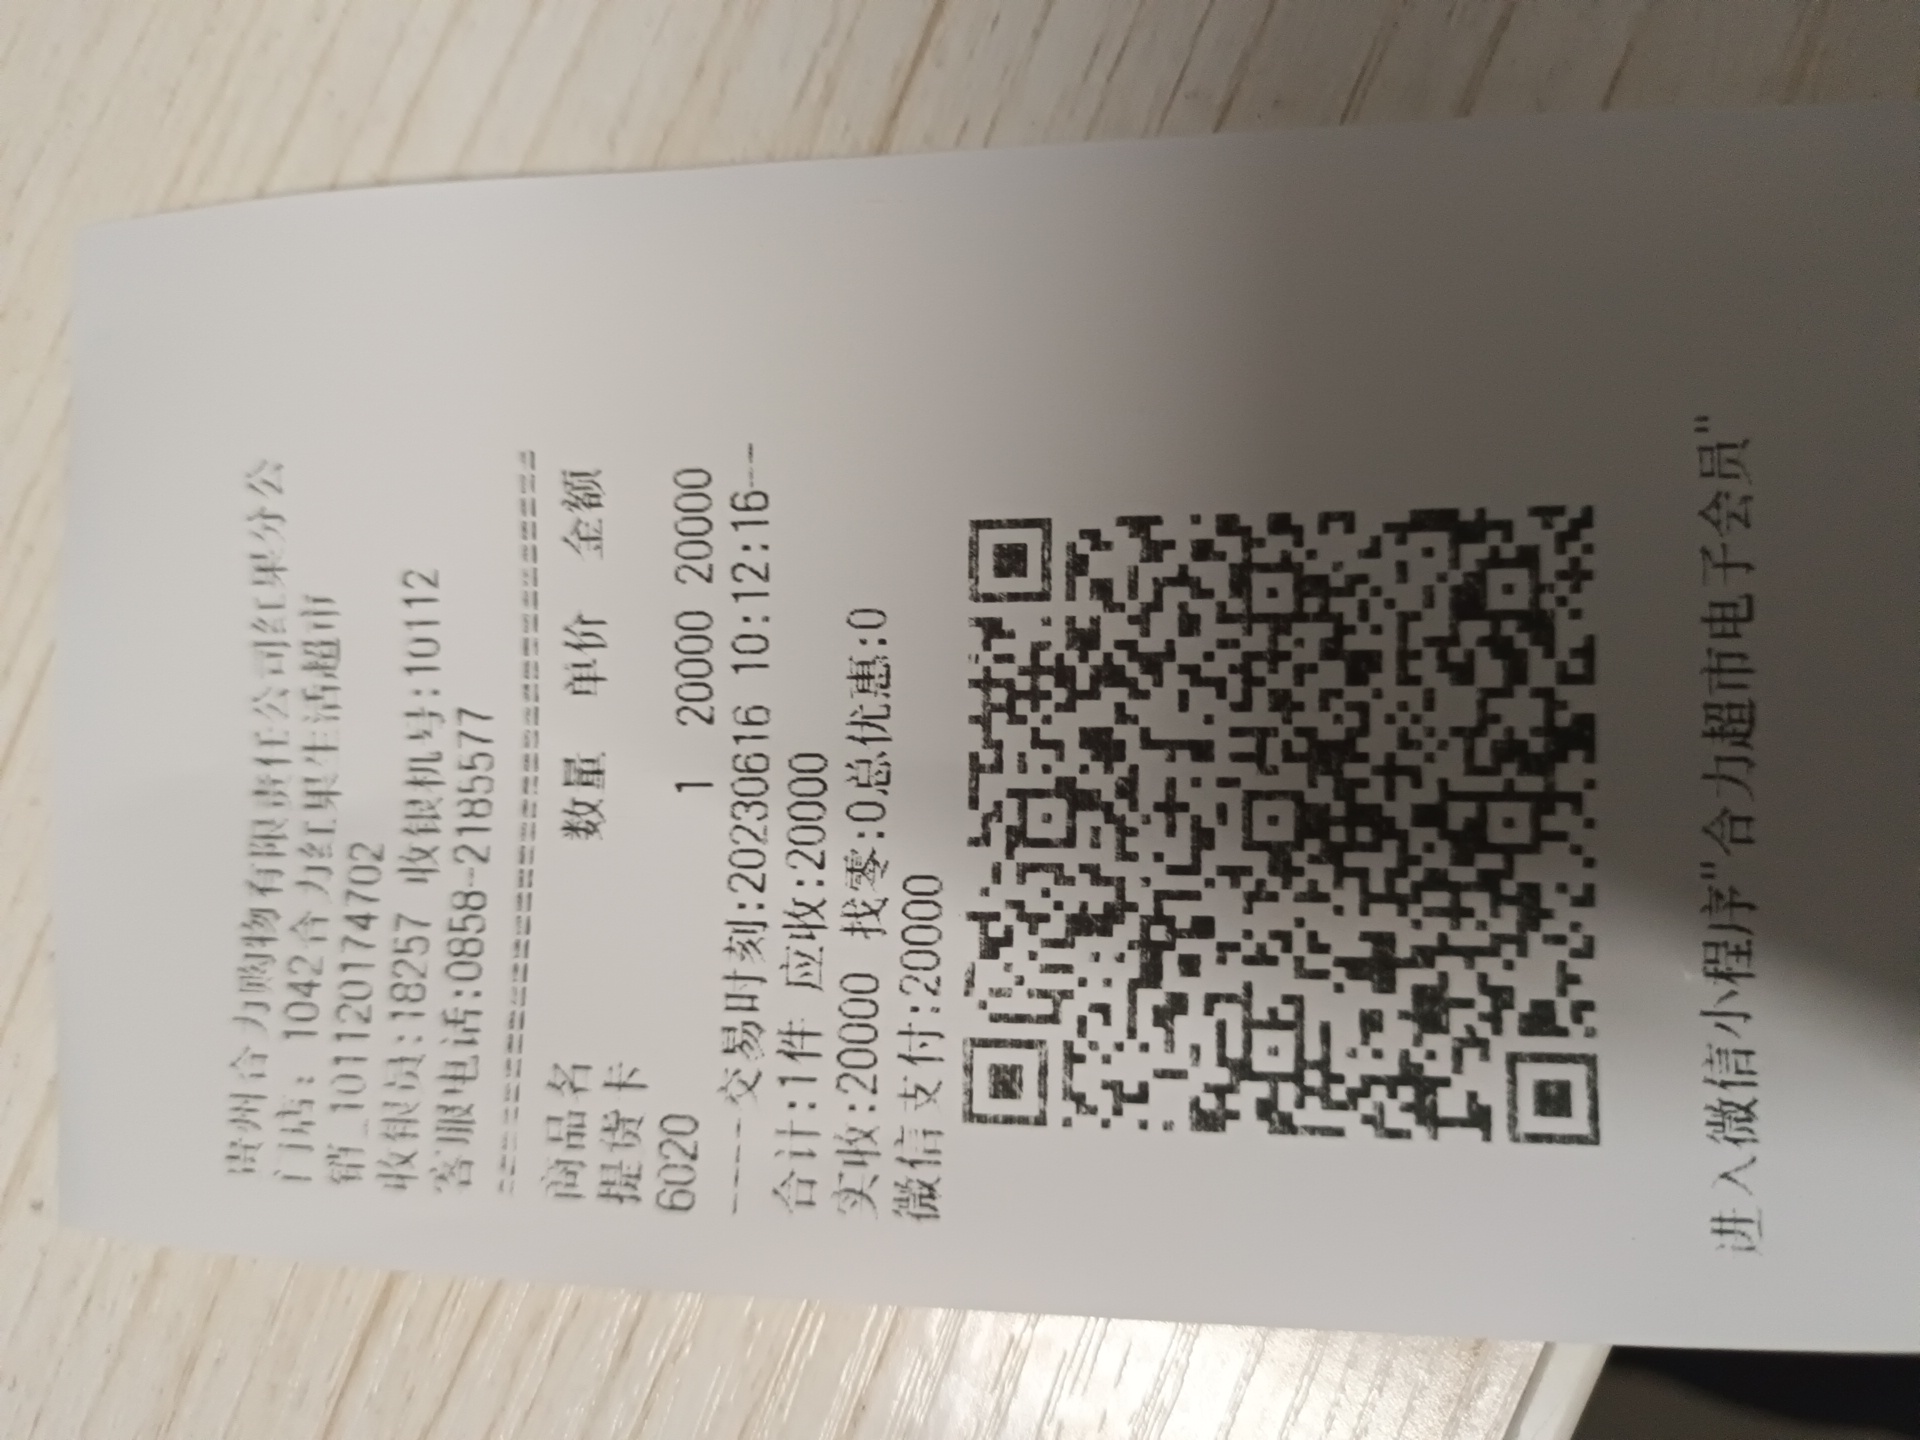 贵州合力购物有限责任公司红果分公
门店: 1042合力红果生活超市
销_1011201174702
收银员:18257 收银机号:10112
客服电话:0858-2185577
商品名 数量 单价 金额
提货卡
6020 1 20000 20000
----交易时刻:20230616 10:12:16--
合计:1件 应收:20000
实收:20000 找零:0总优惠:0
微信支付:20000
进入微信小程序"合力超市电子会员"